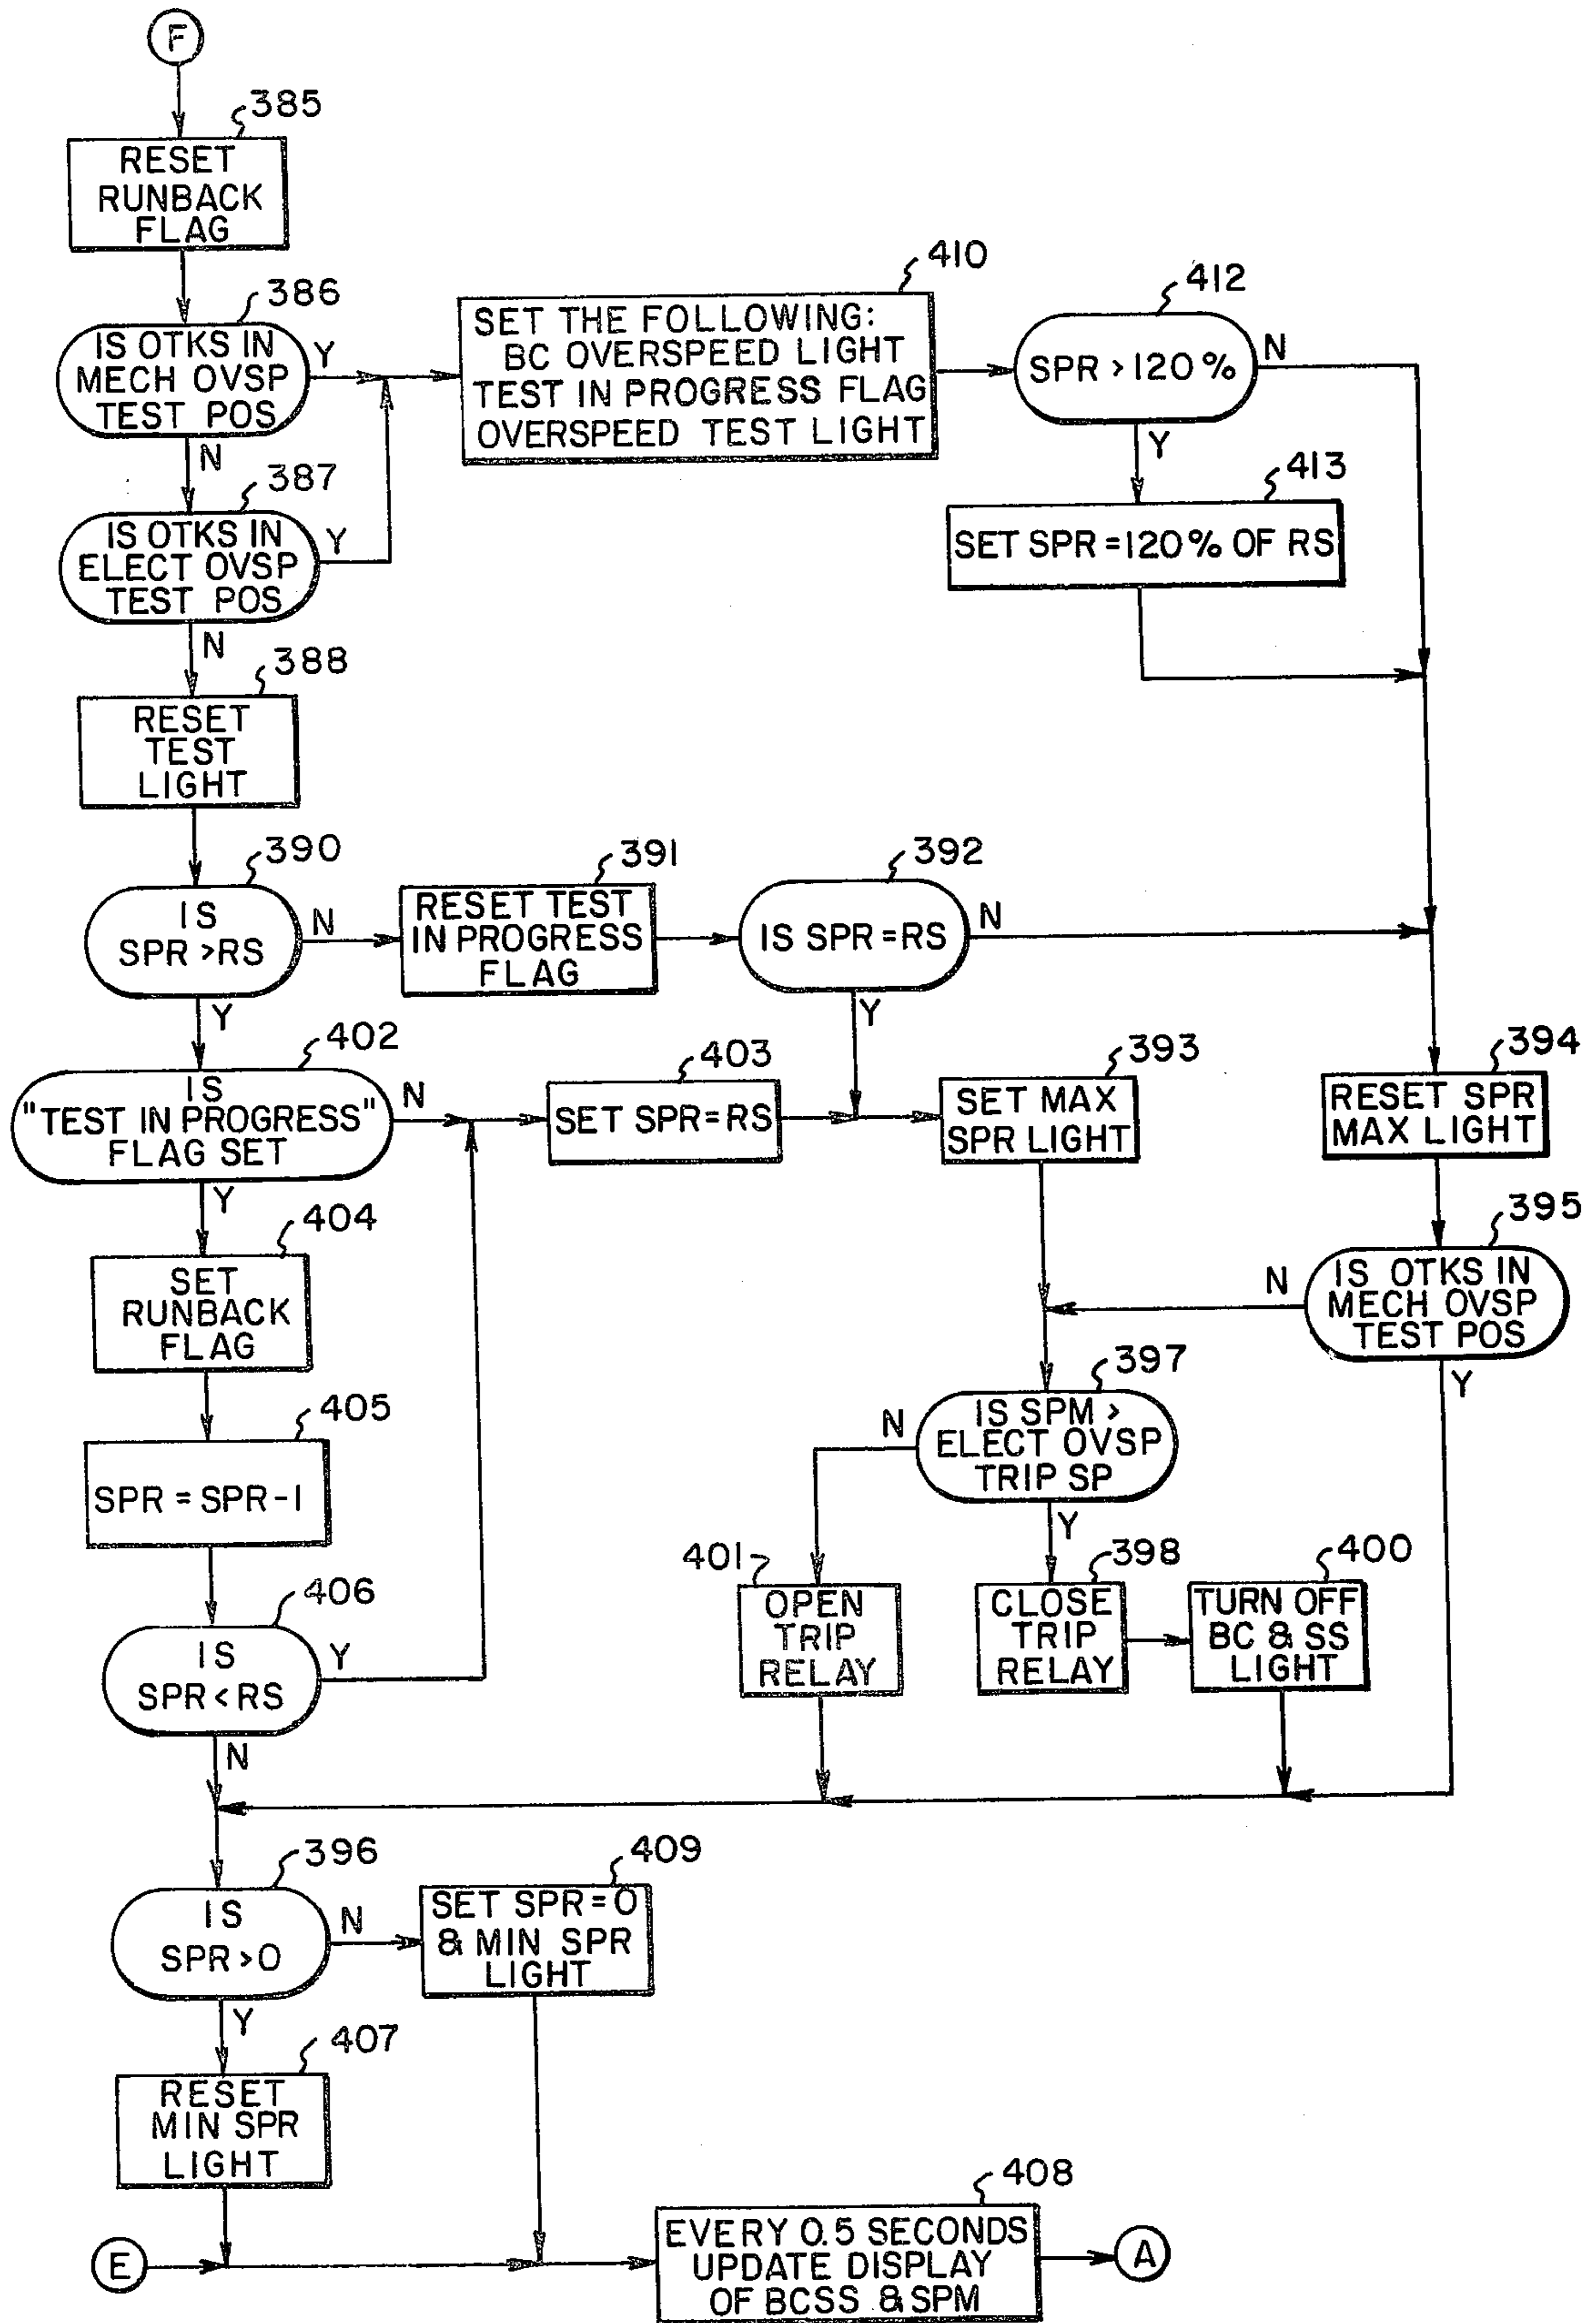 F
385
RESET
RUNBACK
FLAG
386
IS OTKS IN
MECH OVSP
TEST POS
Y
N
410
SET THE FOLLOWING:
BC OVERSPEED LIGHT
TEST IN PROGRESS FLAG
OVERSPEED TEST LIGHT
412
SPR > 120 %
N
Y
413
SET SPR = 120 % OF RS
387
IS OTKS IN
ELECT OVSP
TEST POS
Y
N
388
RESET
TEST
LIGHT
390
IS
SPR > RS
N
Y
391
RESET TEST
IN PROGRESS
FLAG
392
IS SPR = RS
N
Y
402
IS
"TEST IN PROGRESS"
FLAG SET
N
Y
403
SET SPR = RS
393
SET MAX
SPR LIGHT
394
RESET SPR
MAX LIGHT
395
IS OTKS IN
MECH OVSP
TEST POS
N
Y
404
SET
RUNBACK
FLAG
405
SPR = SPR - 1
406
IS
SPR < RS
Y
N
397
IS SPM >
ELECT OVSP
TRIP SP
N
Y
401
OPEN
TRIP
RELAY
398
CLOSE
TRIP
RELAY
400
TURN OFF
BC & SS
LIGHT
396
IS
SPR > 0
N
Y
409
SET SPR = 0
& MIN SPR
LIGHT
407
RESET
MIN SPR
LIGHT
E
408
EVERY 0.5 SECONDS
UPDATE DISPLAY
OF BCSS & SPM
A